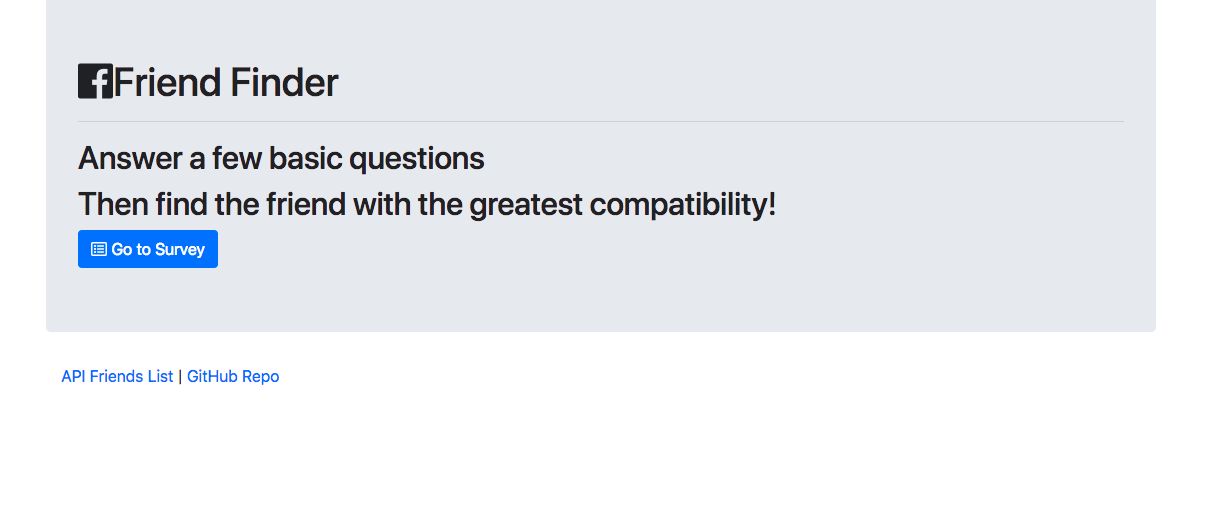 Friend Finder
Answer a few basic questions
Then find the friend with the greatest compatibility!
Go to Survey
API Friends List | GitHub Repo